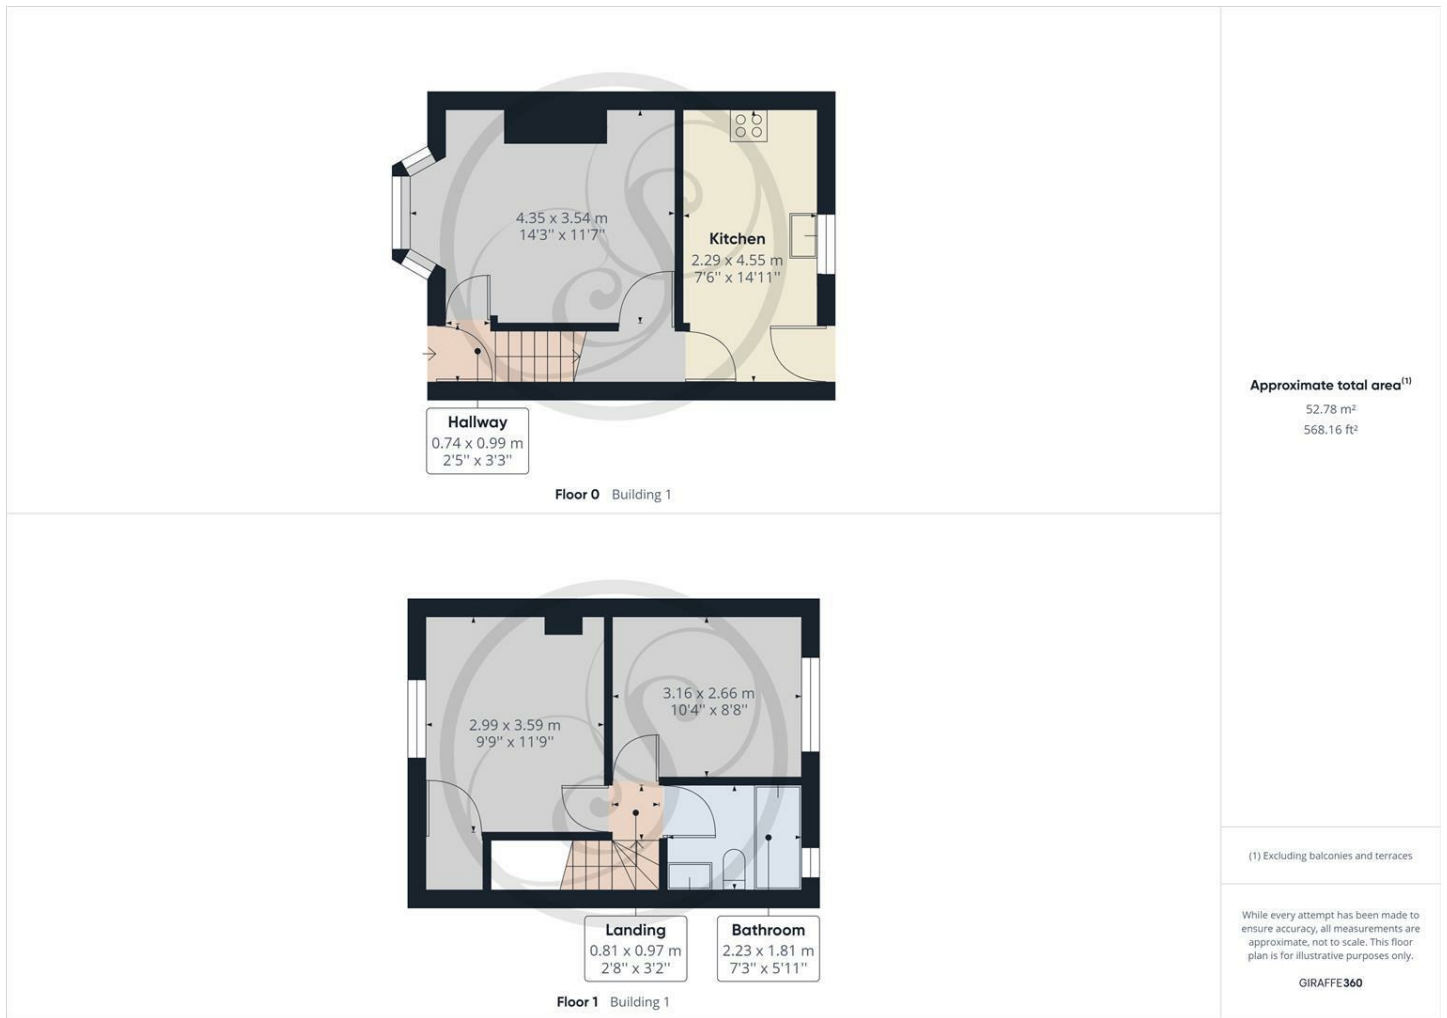 4.35 x 3.54 m
14'3" x 11'7"
Kitchen
2.29 x 4.55 m
7'6" x 14'11"
Hallway
0.74 x 0.99 m
2'5" x 3'3"
Floor 0 Building 1
3.16 x 2.66 m
10'4" x 8'8"
2.99 x 3.59 m
9'9" x 11'9"
Landing
0.81 x 0.97 m
2'8" x 3'2"
Bathroom
2.23 x 1.81 m
7'3" x 5'11"
Floor 1 Building 1
Approximate total area(1)
52.78 m²
568.16 ft²
(1) Excluding balconies and terraces
While every attempt has been made to
ensure accuracy, all measurements are
approximate, not to scale. This floor
plan is for illustrative purposes only.
GIRAFFE360